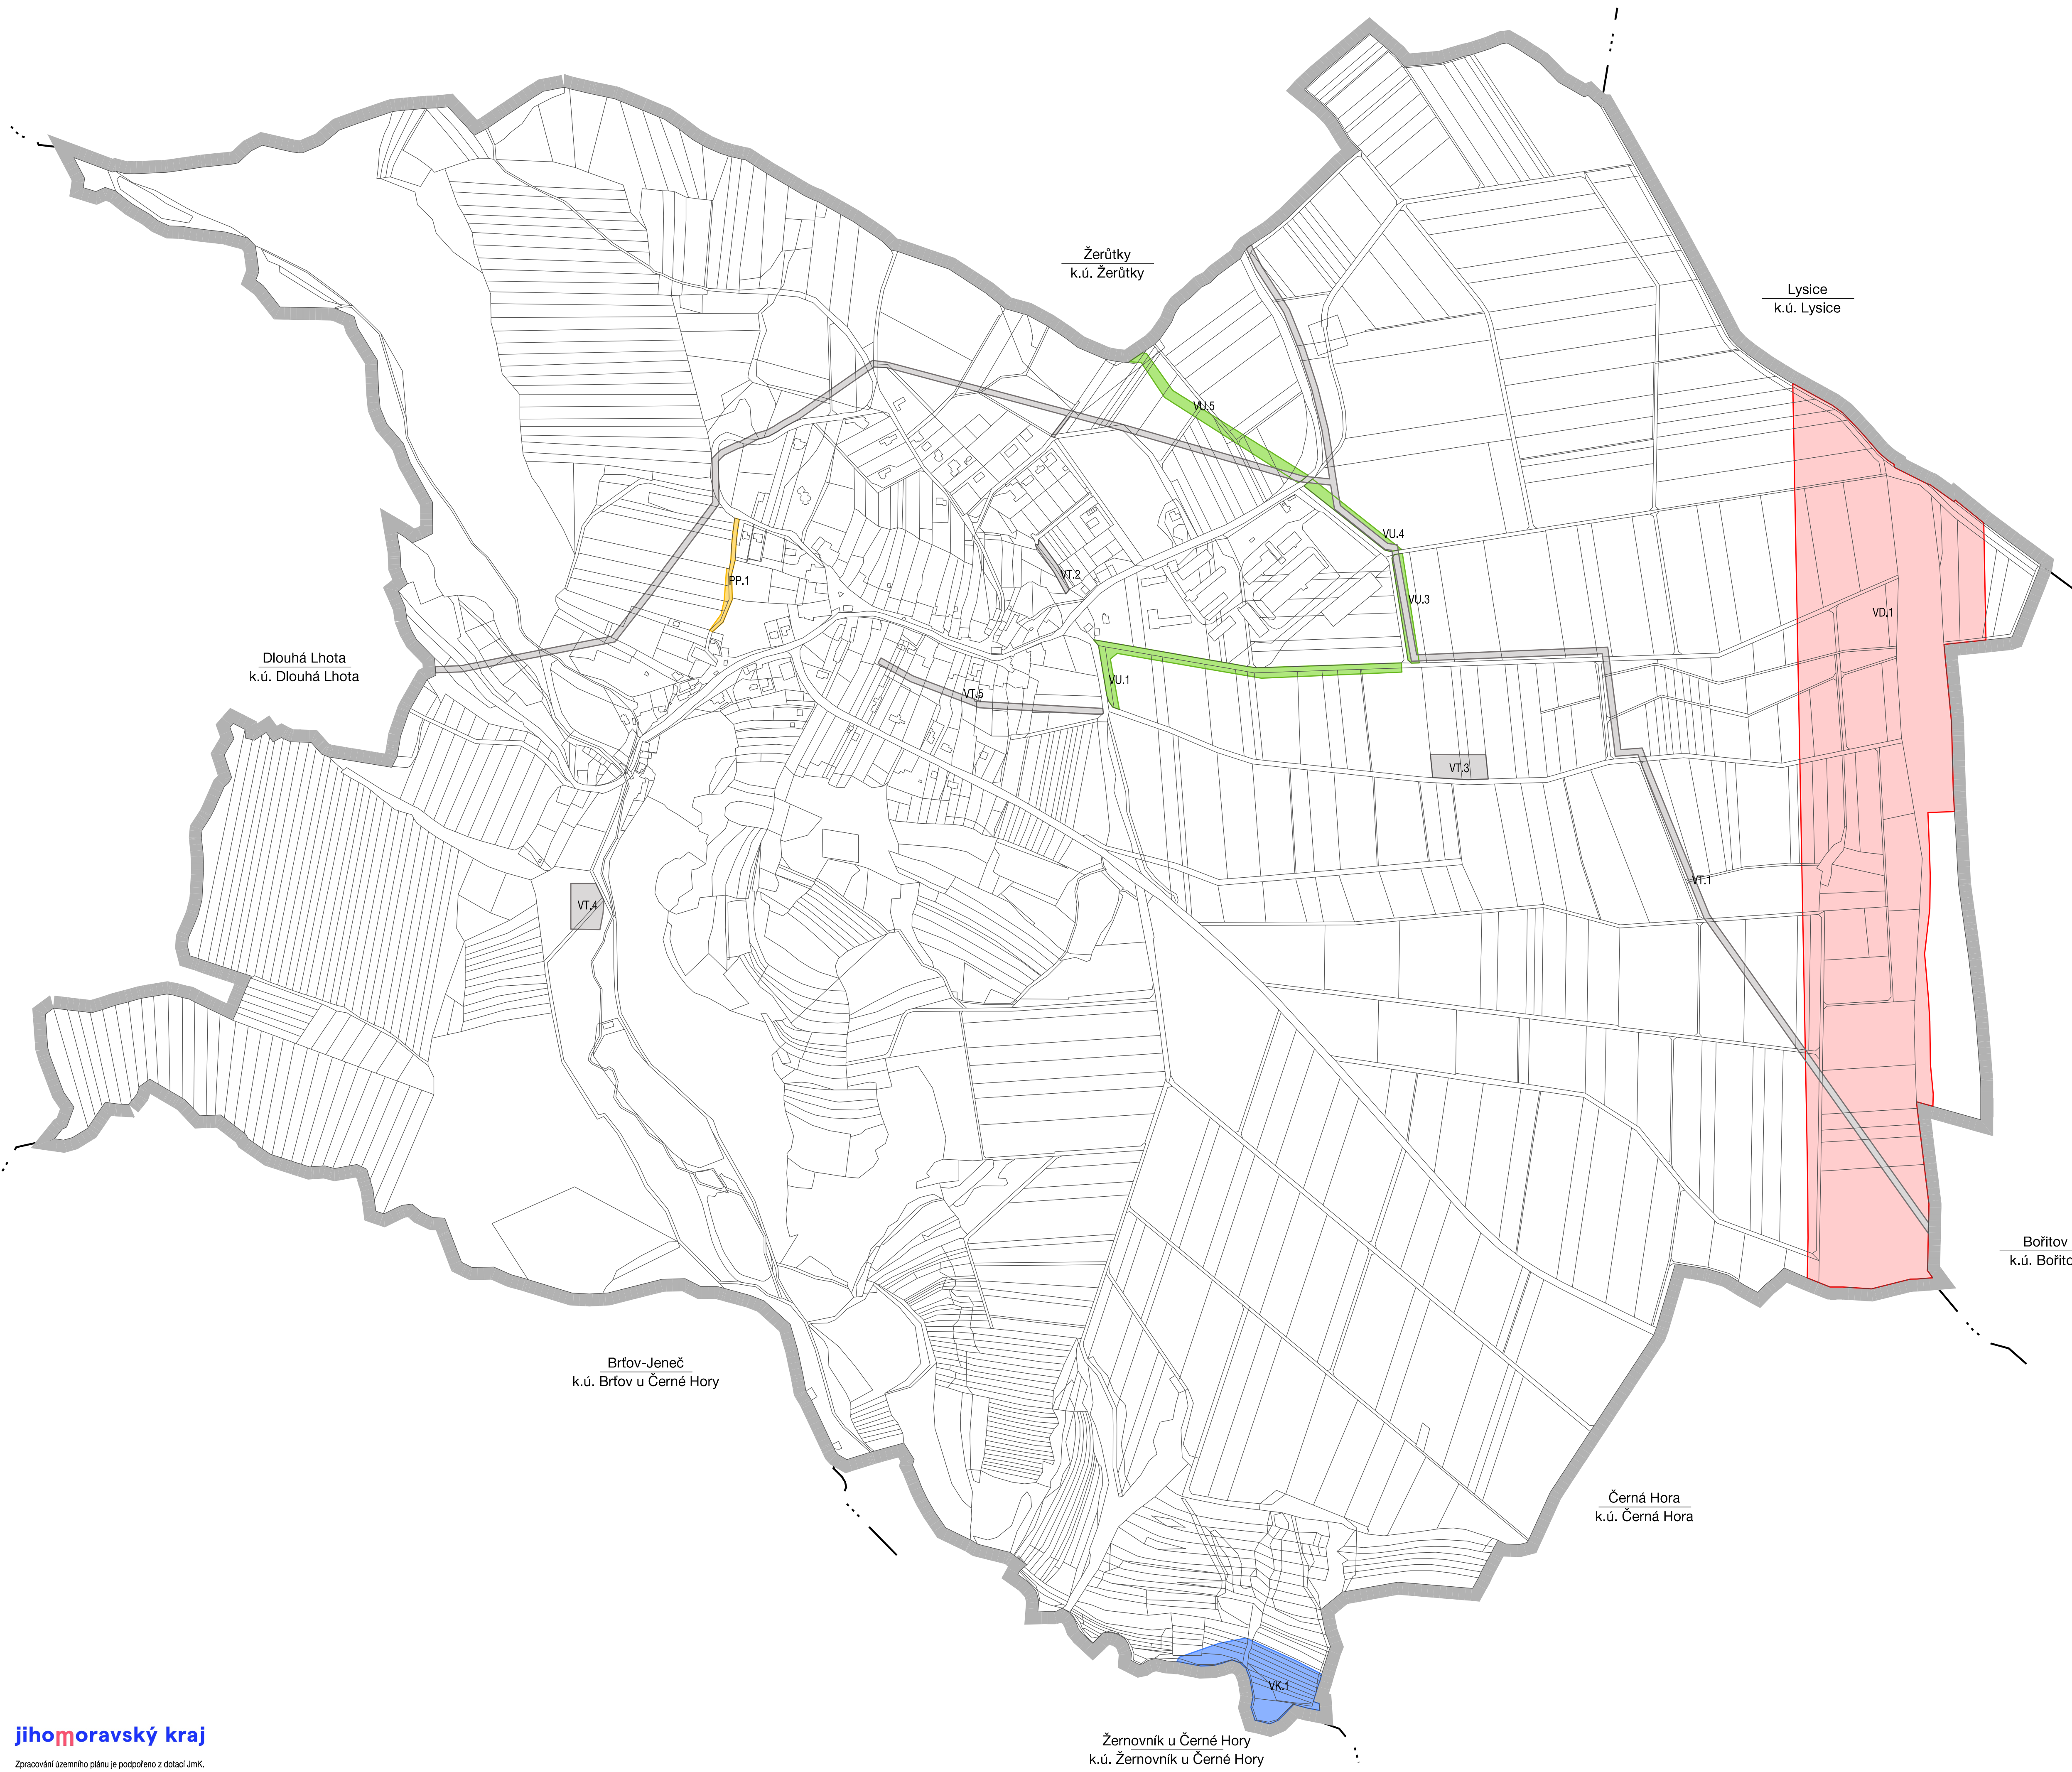 Žerůtky
k.ú. Žerůtky
Lysice
k.ú. Lysice
VU.5
VU.4
VT.2
PP.1
VU.3
VD.1
Dlouhá Lhota
k.ú. Dlouhá Lhota
VU.1
VT.5
VT.3
VT.1
VT.4
Bořitov
k.ú. Bořito
Brťov-Jeneč
k.ú. Brťov u Černé Hory
Černá Hora
k.ú. Černá Hora
VK.1
Žernovník u Černé Hory
k.ú. Žernovník u Černé Hory
jihomoravský kraj
Zpracování územního plánu je podpořeno z dotací JmK.